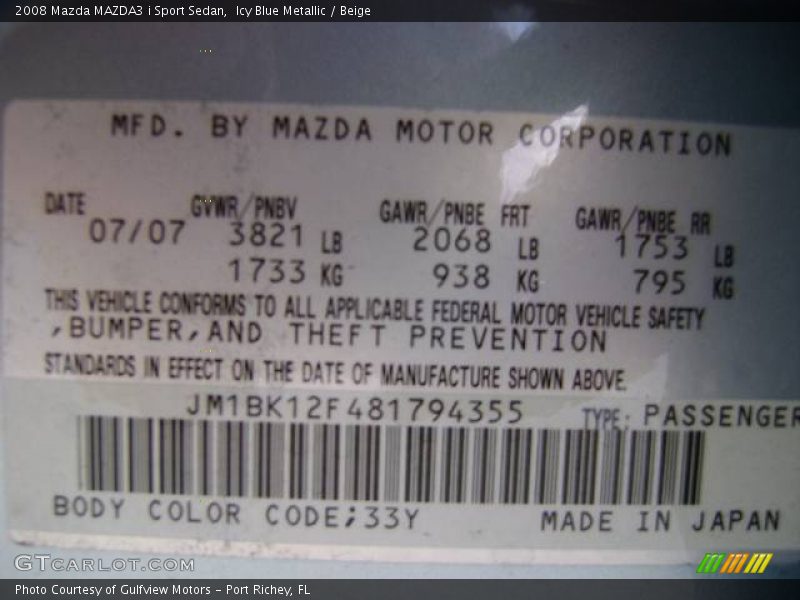 2008 Mazda MAZDA3 i Sport Sedan,  Icy Blue Metallic / Beige
MFD. BY MAZDA MOTOR CORPORATION
DATE GVWR/PNBV GAWR/PNBE FRT GAWR/PNBE RR
07/07 3821 LB 2068 LB 1753 LB
1733 KG 938 KG 795 KG
THIS VEHICLE CONFORMS TO ALL APPLICABLE FEDERAL MOTOR VEHICLE SAFETY
,BUMPER,AND THEFT PREVENTION
STANDARDS IN EFFECT ON THE DATE OF MANUFACTURE SHOWN ABOVE.
JM1BK12F481794355 TYPE: PASSENGER
BODY COLOR CODE;33Y MADE IN JAPAN
GTCARLOT.COM
Photo Courtesy of Gulfview Motors – Port Richey, FL